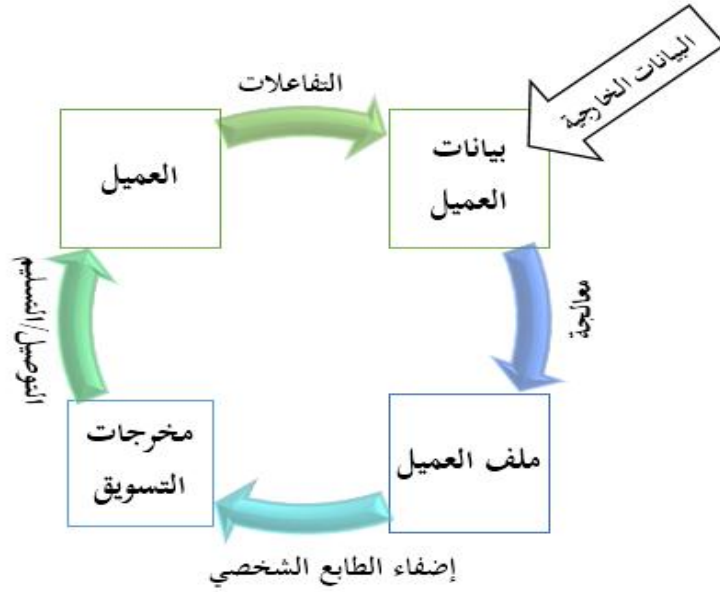 البيانات الخارجية
التفاعلات
العميل
بيانات
العميل
معالجة
ملف العميل
إضفاء الطابع الشخصي
مخرجات
التسويق
التوصيل/التسليم